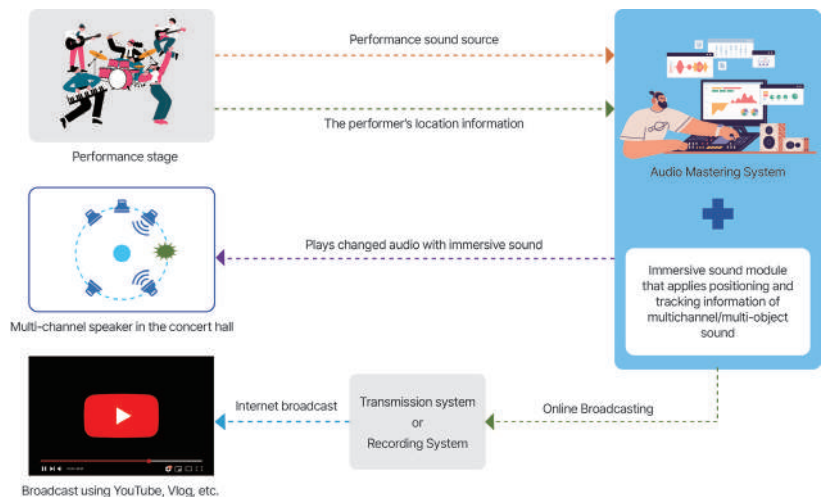 Performance sound source
The performer's location information
Performance stage
Audio Mastering System
Plays changed audio with immersive sound
Immersive sound module
that applies positioning and
tracking information of
multichannel/multi-object
sound
Multi-channel speaker in the concert hall
Internet broadcast
Transmission system
or
Recording System
Online Broadcasting
Broadcast using YouTube, Vlog, etc.